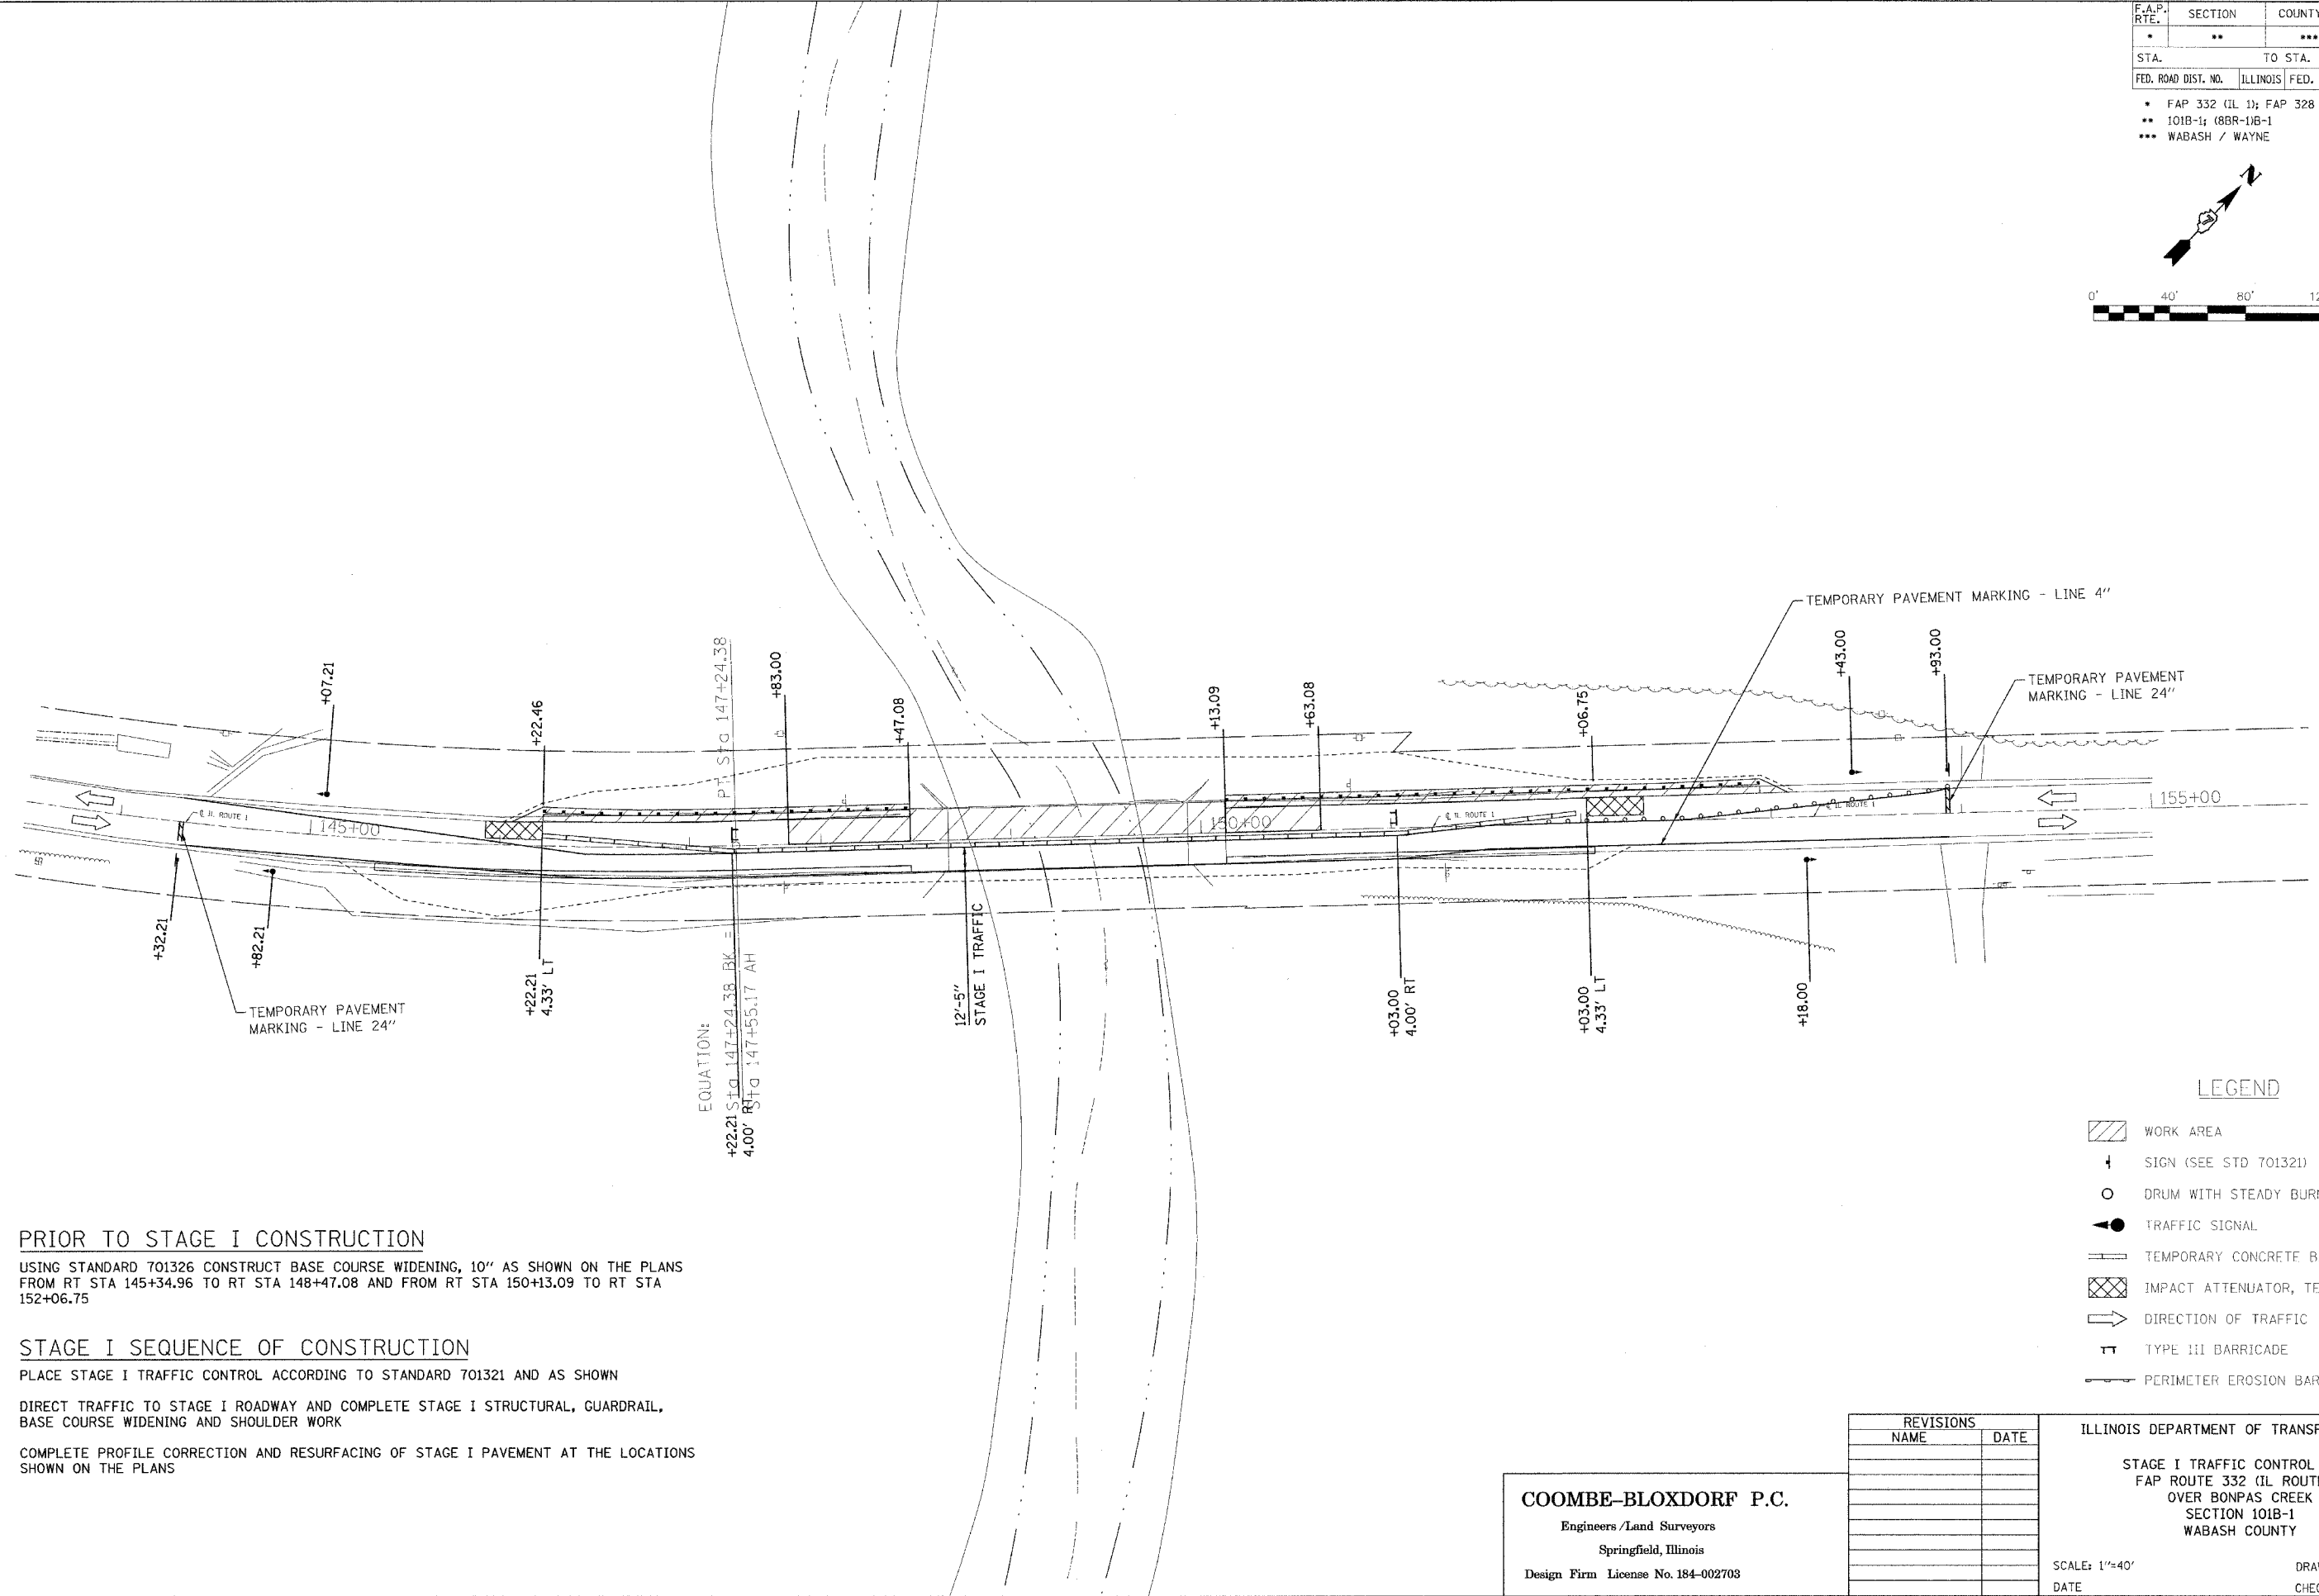 F.A.P. RTE. SECTION COUNTY
* ** ***
STA. TO STA.
FED. ROAD DIST. NO. ILLINOIS FED.
* FAP 332 (IL 1); FAP 328
** 101B-1; (8BR-1)B-1
*** WABASH / WAYNE
N
0' 40' 80' 12
TEMPORARY PAVEMENT MARKING - LINE 4"
TEMPORARY PAVEMENT
MARKING - LINE 24"
+07.21
+22.46
PT Sta 147+24.38
+83.00
+47.08
+13.09
+63.08
+06.75
+43.00
+93.00
℄ IL ROUTE 1
145+00
150+00
℄ IL ROUTE 1
℄ IL ROUTE 1
155+00
+32.21
+82.21
+22.21
4.33' LT
EQUATION:
Sta 147+24.38 BK =
Sta 147+55.17 AH
+22.21
4.00' RT
12'-5"
STAGE I TRAFFIC
+03.00
4.00' RT
+03.00
4.33' LT
+18.00
TEMPORARY PAVEMENT
MARKING - LINE 24"
LEGEND
WORK AREA
SIGN (SEE STD 701321)
DRUM WITH STEADY BUR
TRAFFIC SIGNAL
TEMPORARY CONCRETE B
IMPACT ATTENUATOR, TE
DIRECTION OF TRAFFIC
TYPE III BARRICADE
PERIMETER EROSION BAR
PRIOR TO STAGE I CONSTRUCTION
USING STANDARD 701326 CONSTRUCT BASE COURSE WIDENING, 10" AS SHOWN ON THE PLANS
FROM RT STA 145+34.96 TO RT STA 148+47.08 AND FROM RT STA 150+13.09 TO RT STA
152+06.75
STAGE I SEQUENCE OF CONSTRUCTION
PLACE STAGE I TRAFFIC CONTROL ACCORDING TO STANDARD 701321 AND AS SHOWN
DIRECT TRAFFIC TO STAGE I ROADWAY AND COMPLETE STAGE I STRUCTURAL, GUARDRAIL,
BASE COURSE WIDENING AND SHOULDER WORK
COMPLETE PROFILE CORRECTION AND RESURFACING OF STAGE I PAVEMENT AT THE LOCATIONS
SHOWN ON THE PLANS
COOMBE-BLOXDORF P.C.
Engineers/Land Surveyors
Springfield, Illinois
Design Firm License No. 184-002703
REVISIONS
NAME DATE
ILLINOIS DEPARTMENT OF TRANSP
STAGE I TRAFFIC CONTROL
FAP ROUTE 332 (IL ROUT
OVER BONPAS CREEK
SECTION 101B-1
WABASH COUNTY
SCALE: 1"=40'
DATE
DRA
CHE